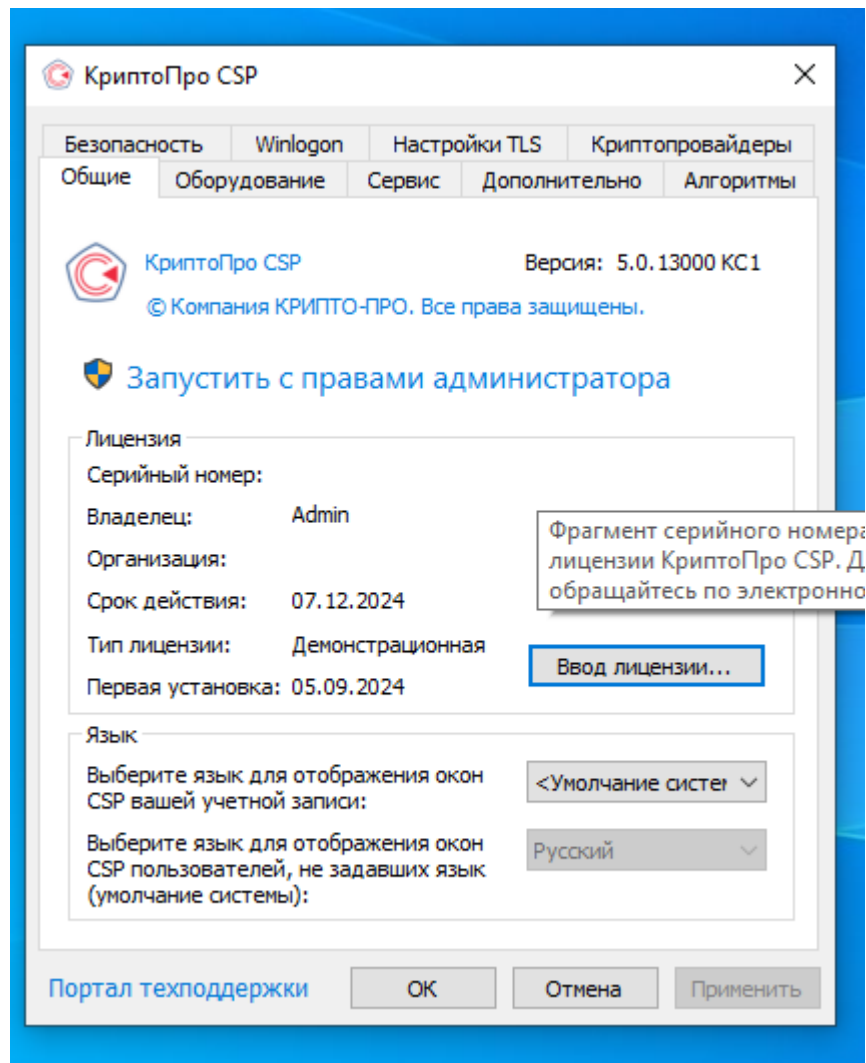 КриптоПро CSP
Безопасность Winlogon Настройки TLS Криптопровайдеры
Общие Оборудование Сервис Дополнительно Алгоритмы
КриптоПро CSP Версия: 5.0.13000 КС1
© Компания КРИПТО-ПРО. Все права защищены.
Запустить с правами администратора
Лицензия
Серийный номер:
Владелец: Admin
Организация:
Срок действия: 07.12.2024
Тип лицензии: Демонстрационная
Первая установка: 05.09.2024
Фрагмент серийного номера
лицензии КриптоПро CSP. Д
обращайтесь по электронно
Ввод лицензии...
Язык
Выберите язык для отображения окон
CSP вашей учетной записи:
<Умолчание систем
Выберите язык для отображения окон
CSP пользователей, не задавших язык
(умолчание системы):
Русский
Портал техподдержки ОК Отмена Применить